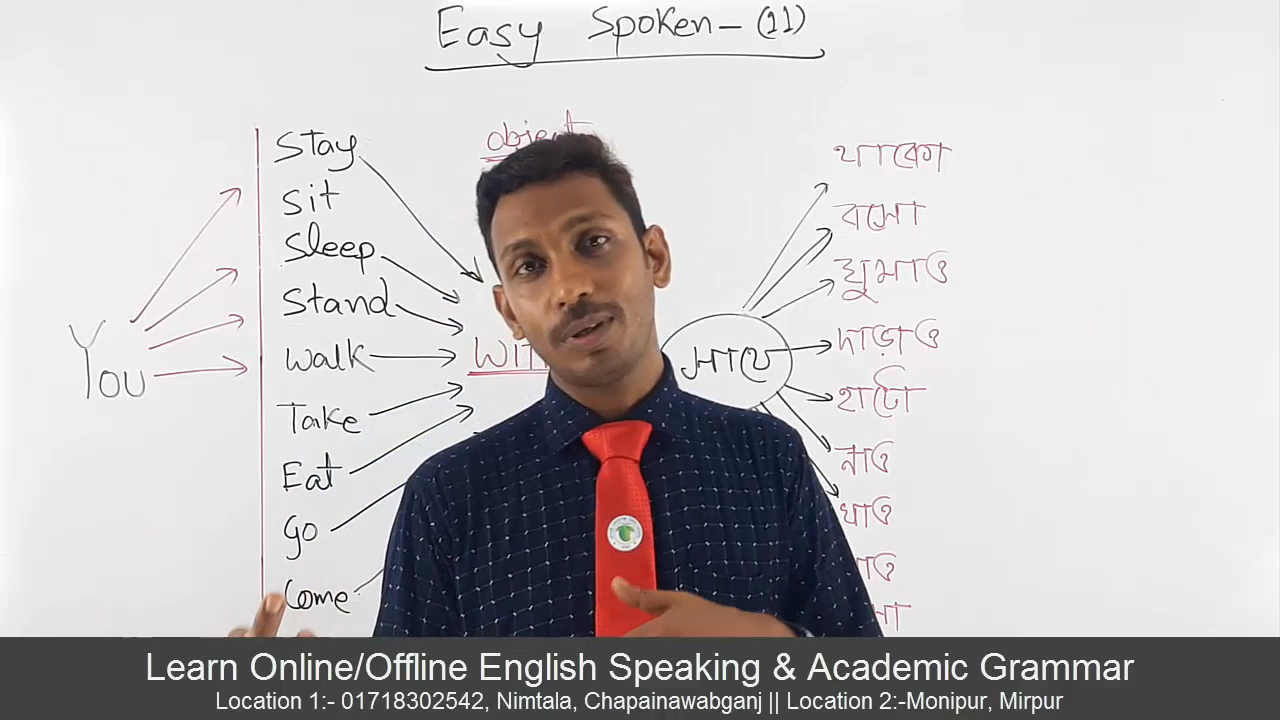 Easy Spoken - (11)
object
You
Stay
Sit
Sleep
Stand
Walk
Take
Eat
go
Come
সাথে
থাকো
বসো
ঘুমাও
দাড়াও
হাটো
নাও
খাও
Learn Online/Offline English Speaking & Academic Grammar
Location 1:- 01718302542, Nimtala, Chapainawabganj || Location 2:-Monipur, Mirpur